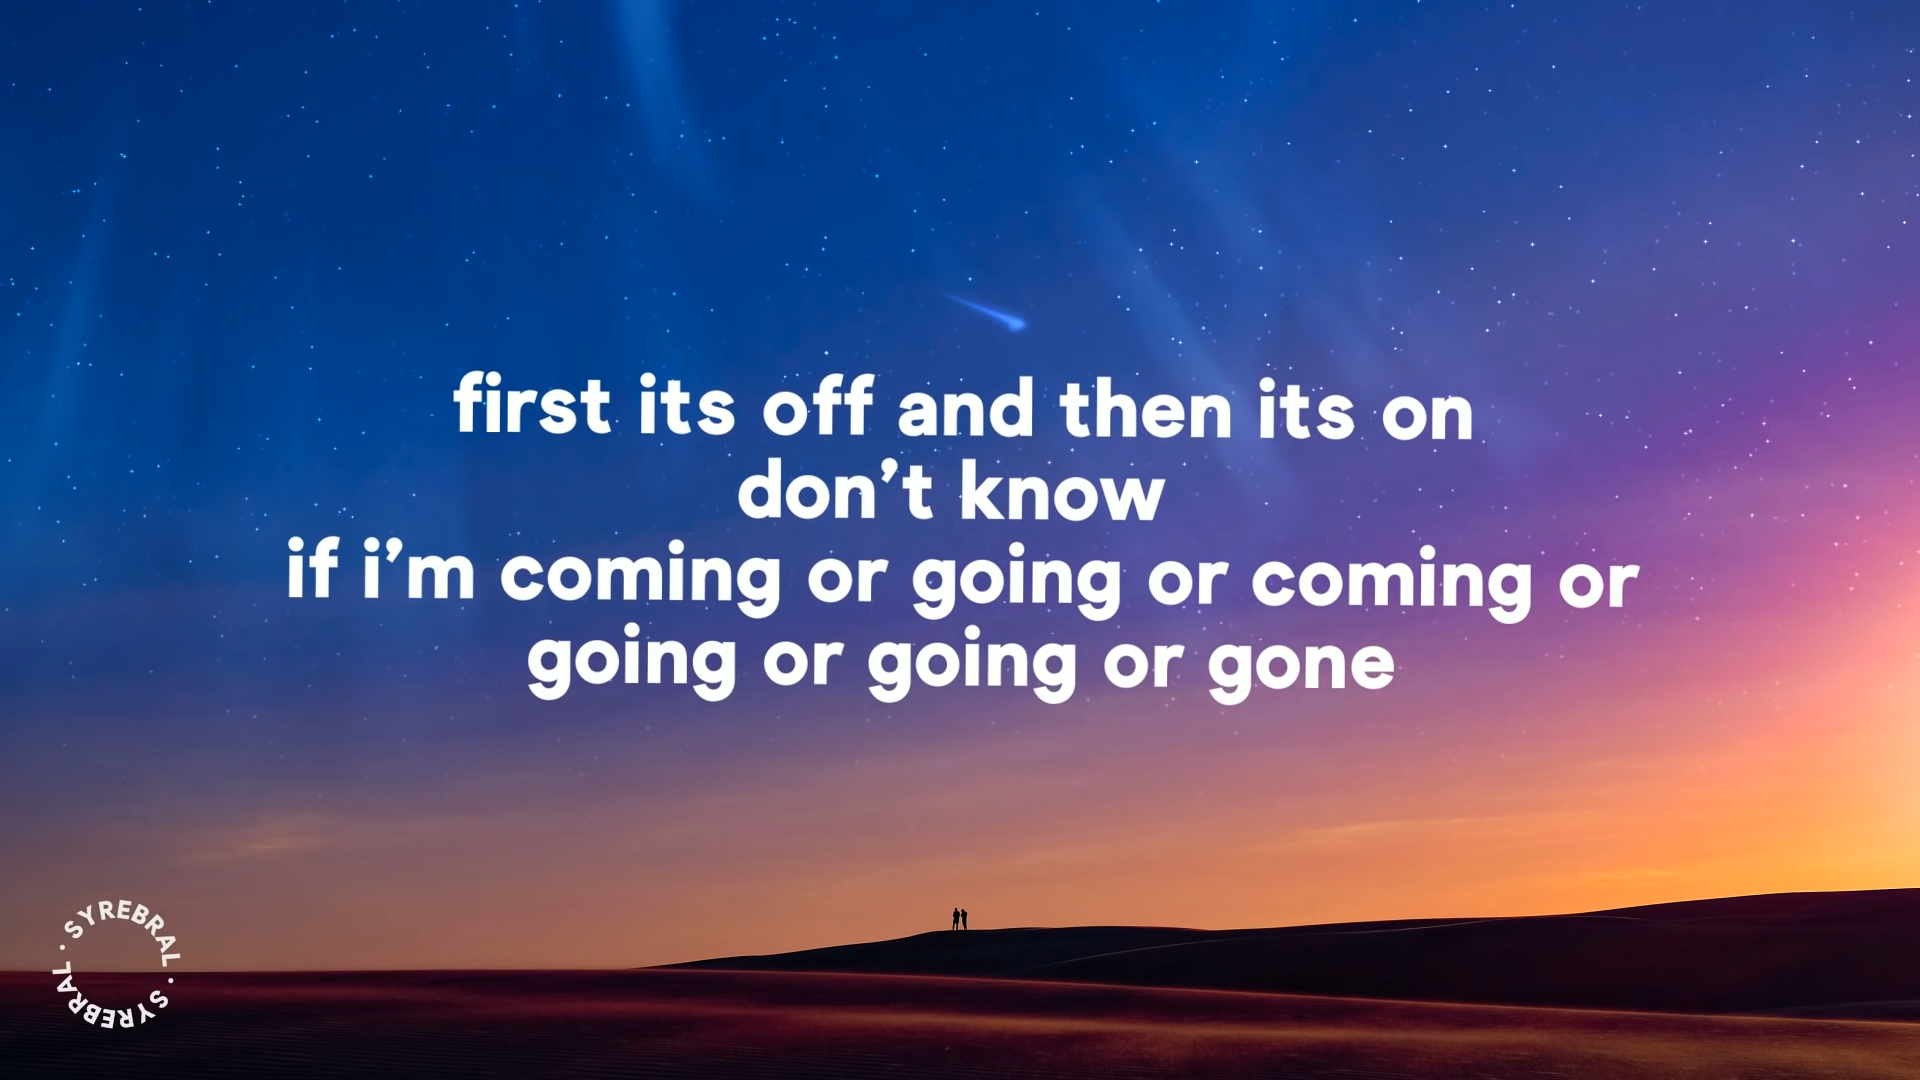 first its off and then its on
don’t know
if i’m coming or going or coming or
going or going or gone
SYREBRAL · SYREBRAL ·